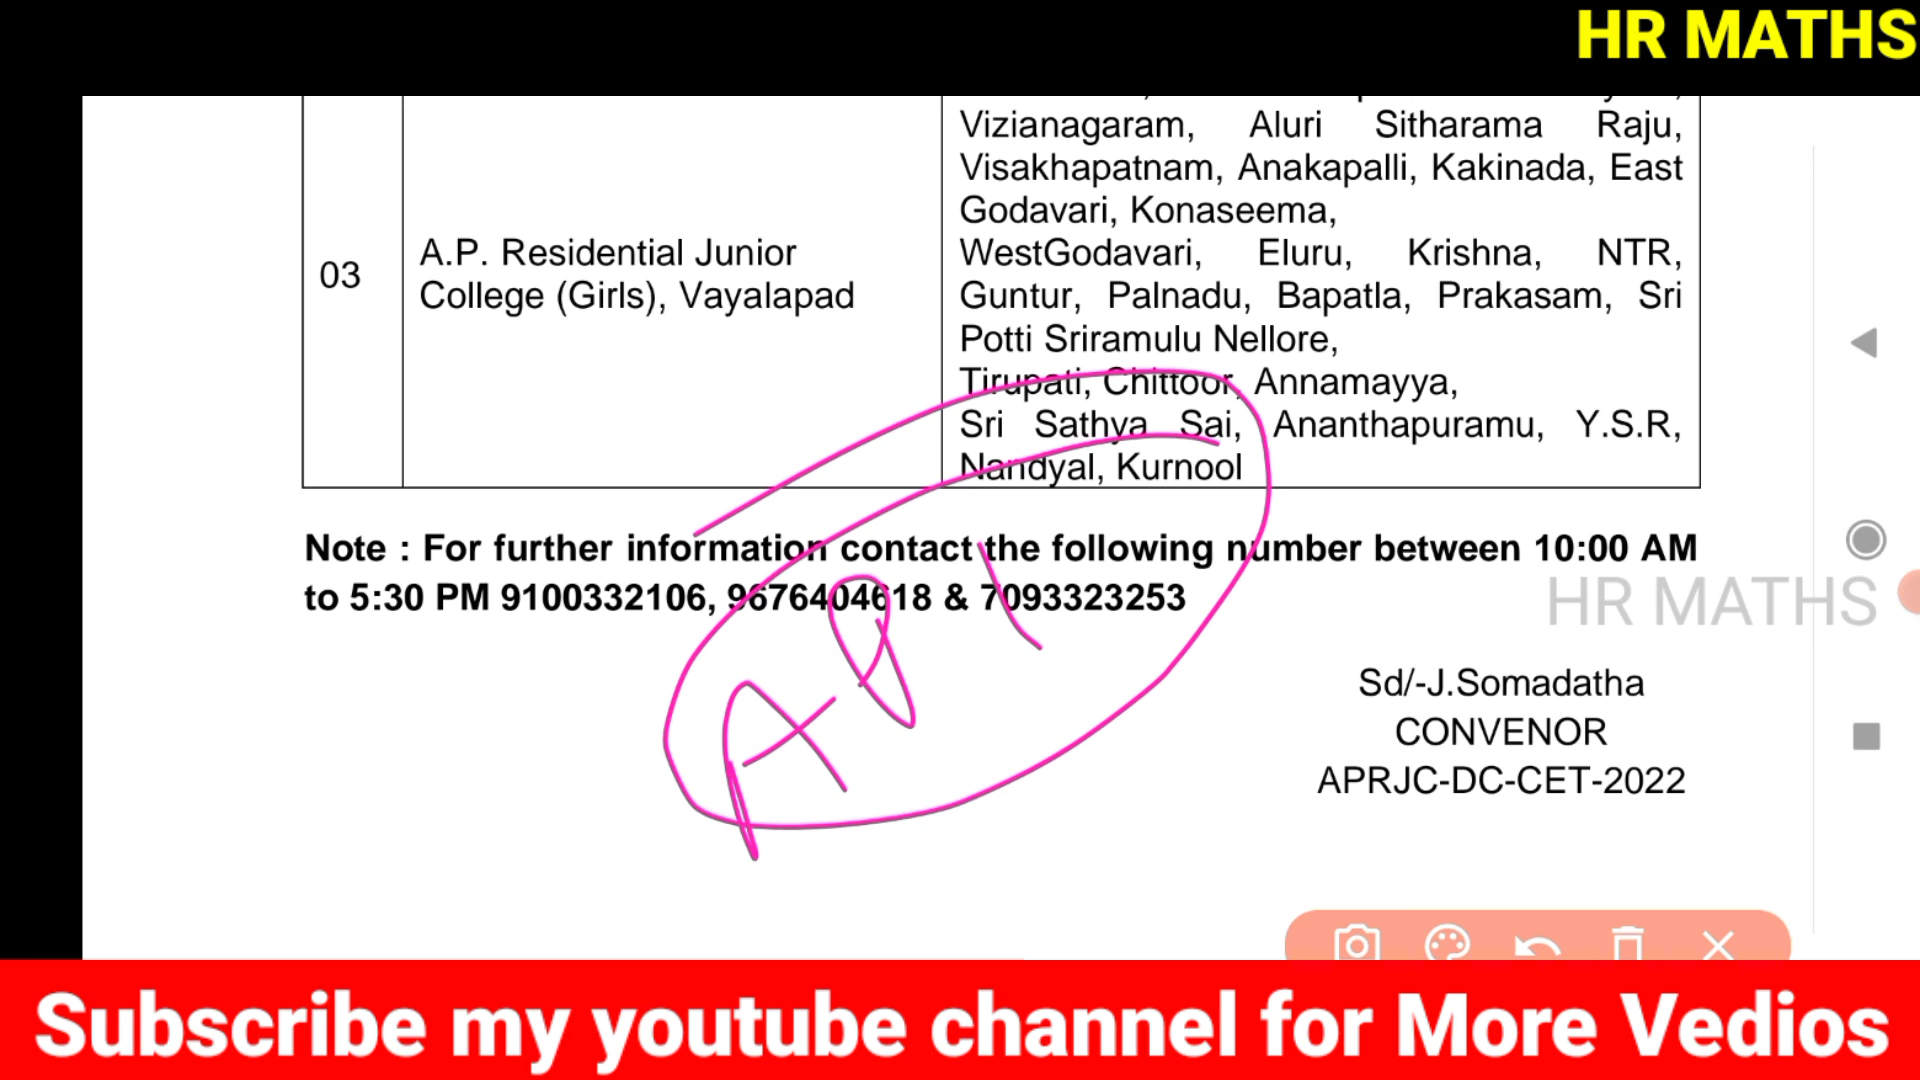 HR MATHS
Vizianagaram, Aluri Sitharama Raju,
Visakhapatnam, Anakapalli, Kakinada, East
Godavari, Konaseema,
03
A.P. Residential Junior
College (Girls), Vayalapad
WestGodavari, Eluru, Krishna, NTR,
Guntur, Palnadu, Bapatla, Prakasam, Sri
Potti Sriramulu Nellore,
Tirupati, Chittoor, Annamayya,
Sri Sathya Sai, Ananthapuramu, Y.S.R,
Nandyal, Kurnool
Note : For further information contact the following number between 10:00 AM
to 5:30 PM 9100332106, 9676404618 & 7093323253
HR MATHS
Sd/-J.Somadatha
CONVENOR
APRJC-DC-CET-2022
Subscribe my youtube channel for More Vedios